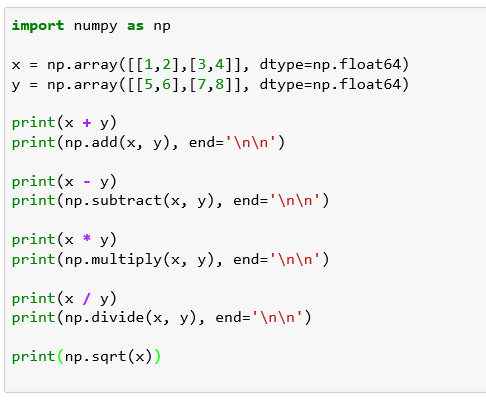 import numpy as np
x = np.array([[1,2],[3,4]], dtype=np.float64)
y = np.array([[5,6],[7,8]], dtype=np.float64)
print(x + y)
print(np.add(x, y), end='\n\n')
print(x - y)
print(np.subtract(x, y), end='\n\n')
print(x * y)
print(np.multiply(x, y), end='\n\n')
print(x / y)
print(np.divide(x, y), end='\n\n')
print(np.sqrt(x))